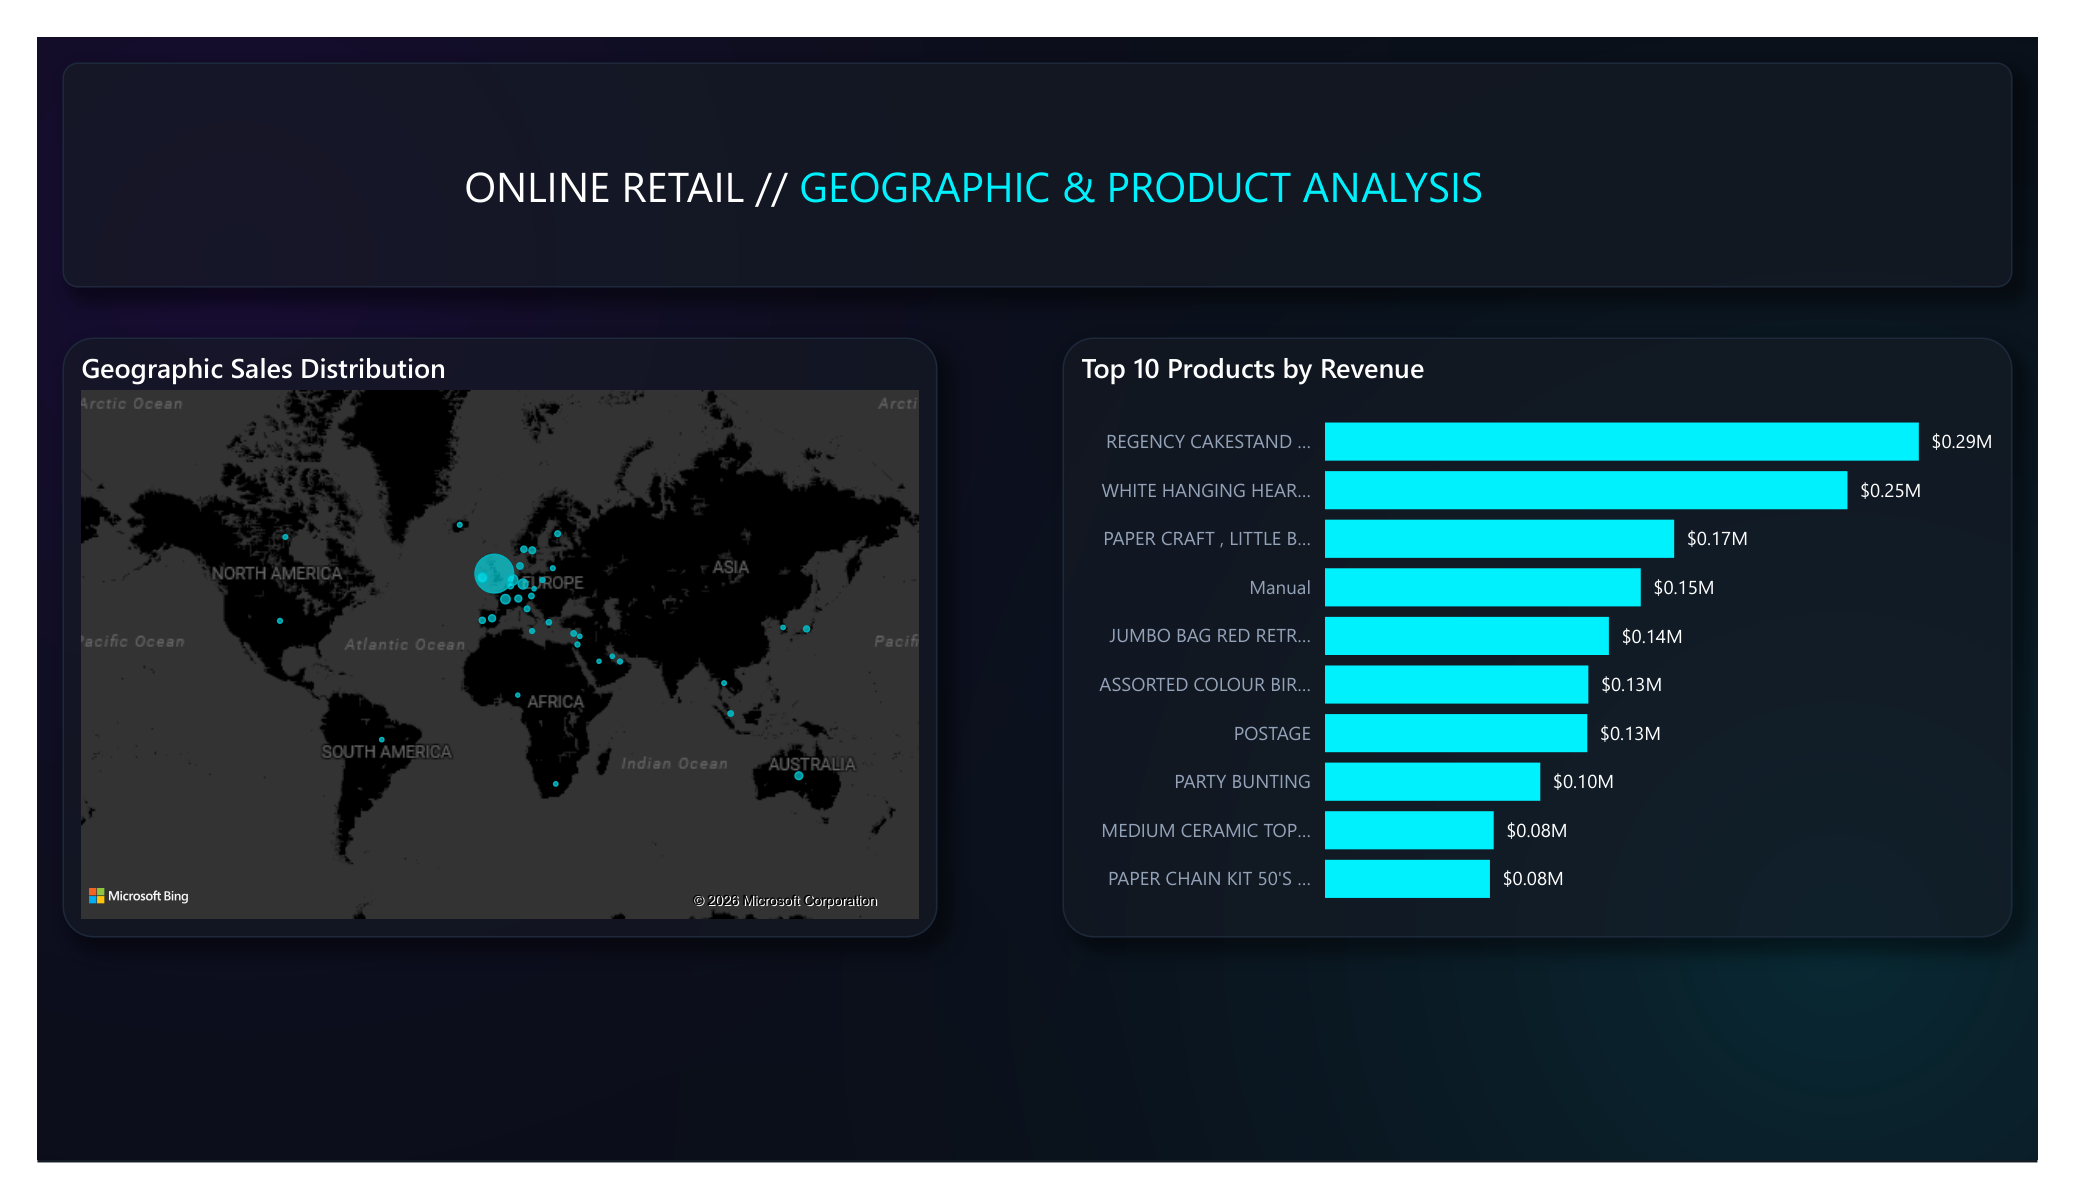 ONLINE RETAIL // GEOGRAPHIC & PRODUCT ANALYSIS
Geographic Sales Distribution
Arctic Ocean
Arcti
NORTH AMERICA
EUROPE
ASIA
Pacific Ocean
Atlantic Ocean
Pacifi
AFRICA
SOUTH AMERICA
Indian Ocean
AUSTRALIA
Microsoft Bing
© 2026 Microsoft Corporation
Top 10 Products by Revenue
REGENCY CAKESTAND ... $0.29M
WHITE HANGING HEAR... $0.25M
PAPER CRAFT , LITTLE B... $0.17M
Manual $0.15M
JUMBO BAG RED RETR... $0.14M
ASSORTED COLOUR BIR... $0.13M
POSTAGE $0.13M
PARTY BUNTING $0.10M
MEDIUM CERAMIC TOP... $0.08M
PAPER CHAIN KIT 50'S ... $0.08M